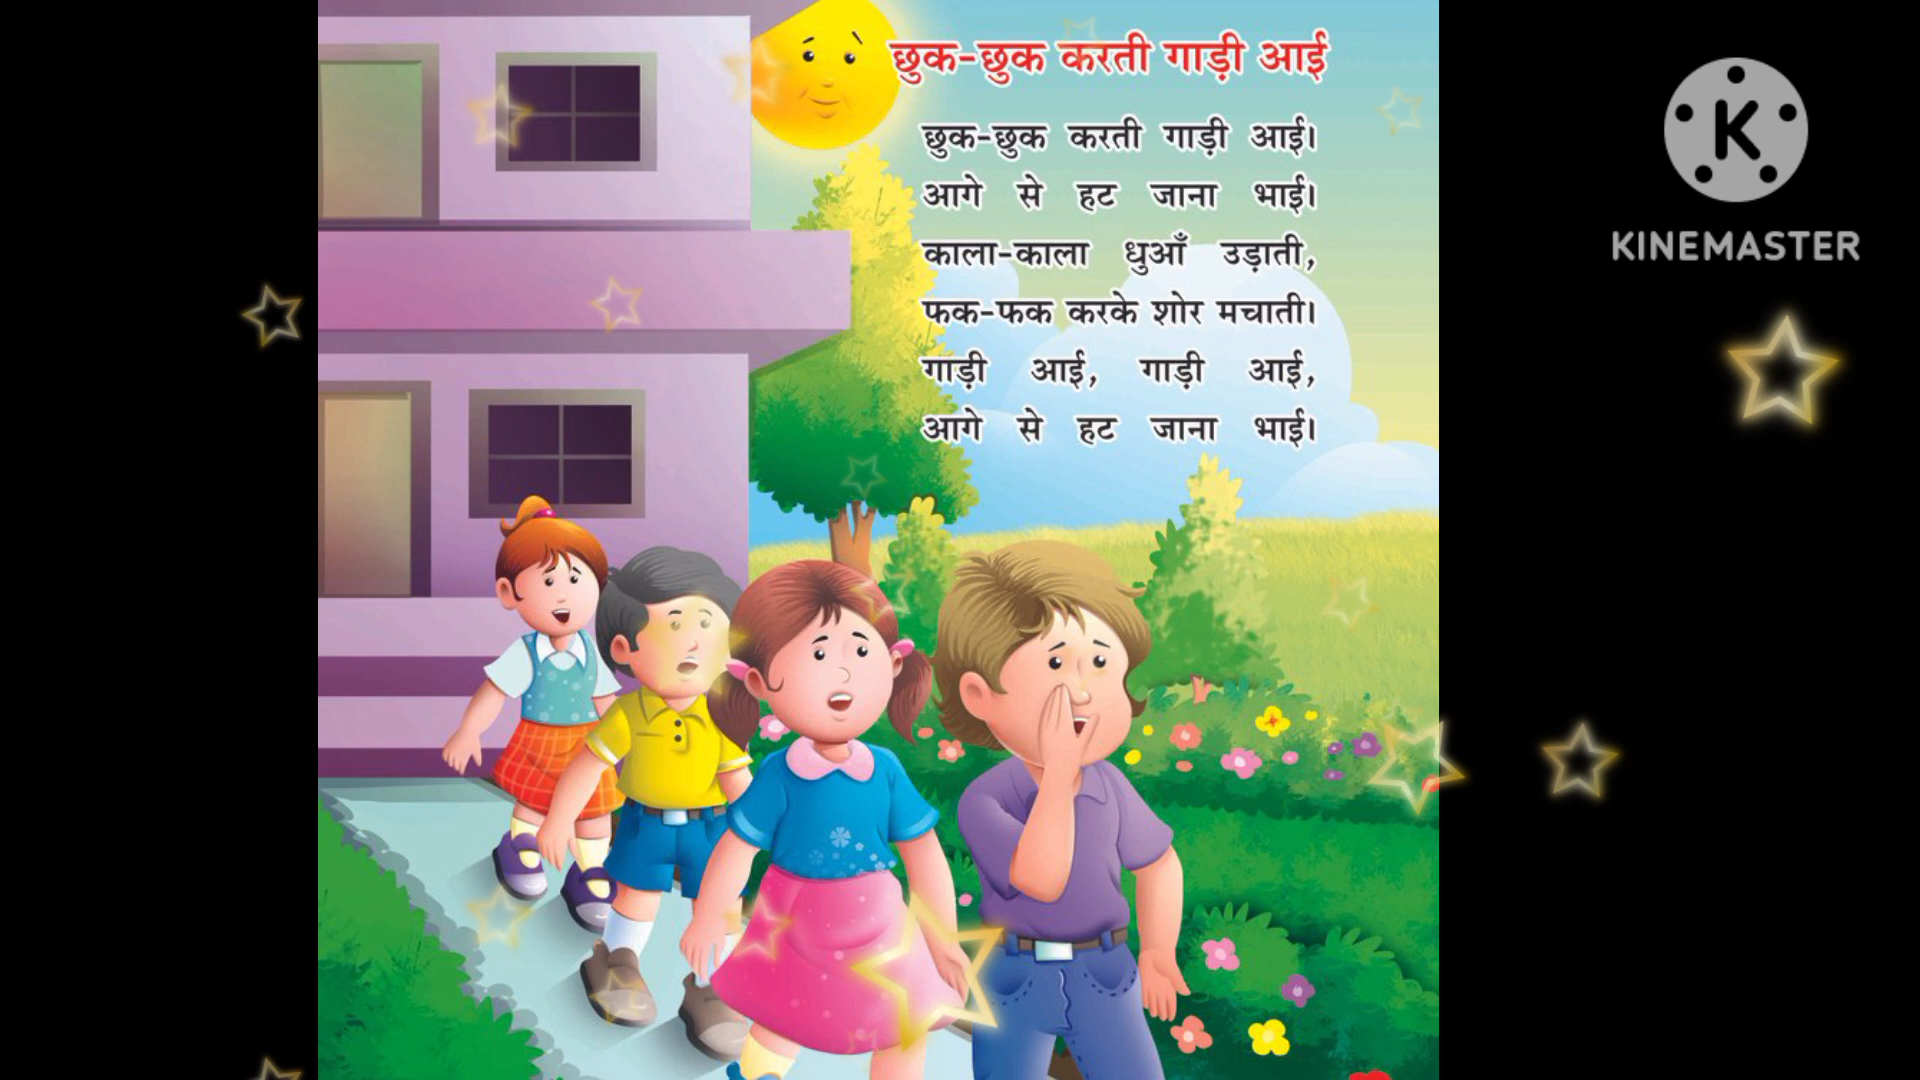 छुक-छुक करती गाड़ी आई
छुक-छुक करती गाड़ी आई।
आगे से हट जाना भाई।
काला-काला धुआँ उड़ाती,
फक-फक करके शोर मचाती।
गाड़ी आई, गाड़ी आई,
आगे से हट जाना भाई।
K
KINEMASTER